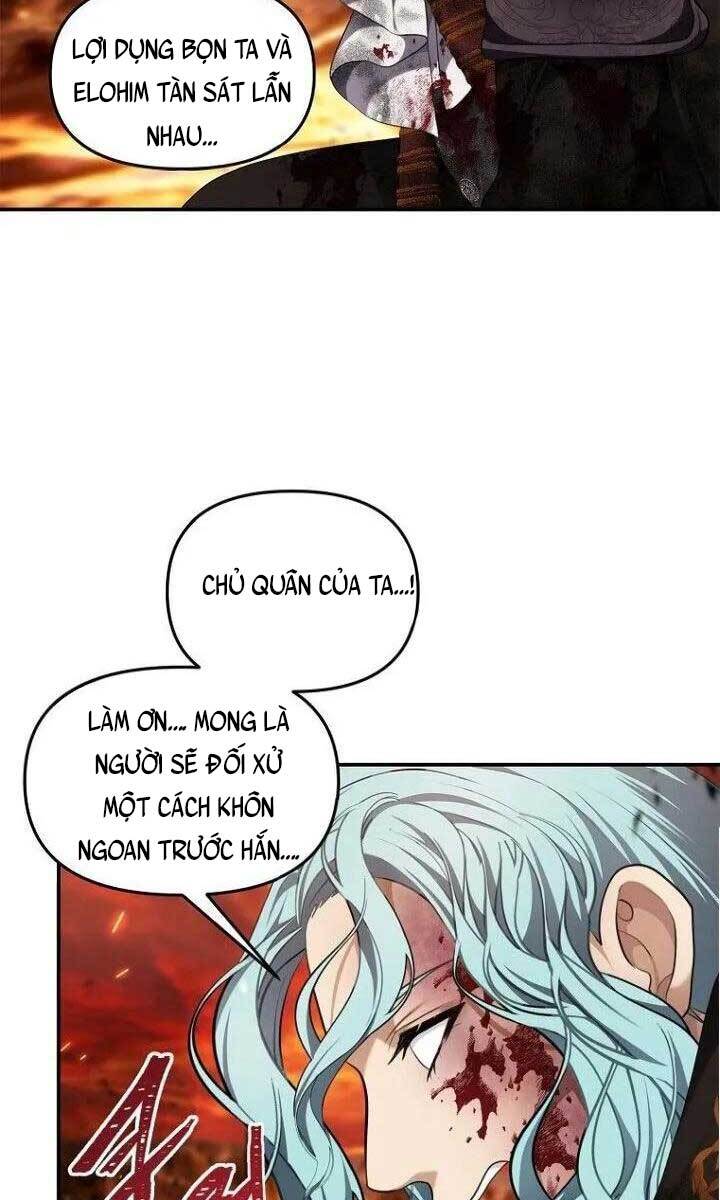 LỢI DỤNG BỌN TA VÀ
ELOHIM TÀN SÁT LẪN
NHAU...
CHỦ QUÂN CỦA TA...!
LÀM ƠN.... MONG LÀ
NGƯỜI SẼ ĐỐI XỬ
MỘT CÁCH KHÔN
NGOAN TRƯỚC HẮN....